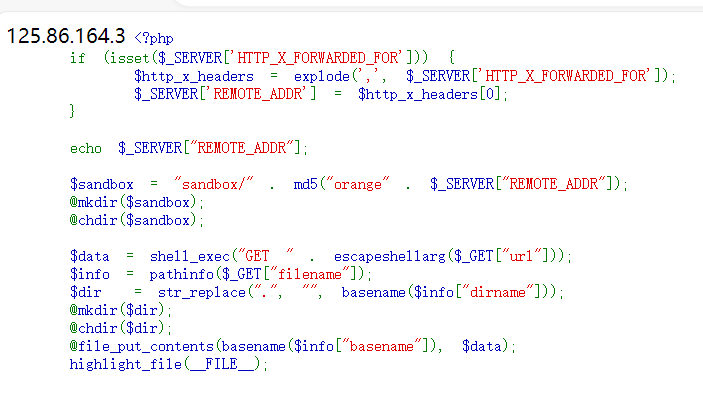 125.86.164.3 <?php
if (isset($_SERVER['HTTP_X_FORWARDED_FOR'])) {
$http_x_headers = explode(',', $_SERVER['HTTP_X_FORWARDED_FOR']);
$_SERVER['REMOTE_ADDR'] = $http_x_headers[0];
}
echo $_SERVER["REMOTE_ADDR"];
$sandbox = "sandbox/" . md5("orange" . $_SERVER["REMOTE_ADDR"]);
@mkdir($sandbox);
@chdir($sandbox);
$data = shell_exec("GET " . escapeshellarg($_GET["url"]));
$info = pathinfo($_GET["filename"]);
$dir = str_replace(".", "", basename($info["dirname"]));
@mkdir($dir);
@chdir($dir);
@file_put_contents(basename($info["basename"]), $data);
highlight_file(__FILE__);